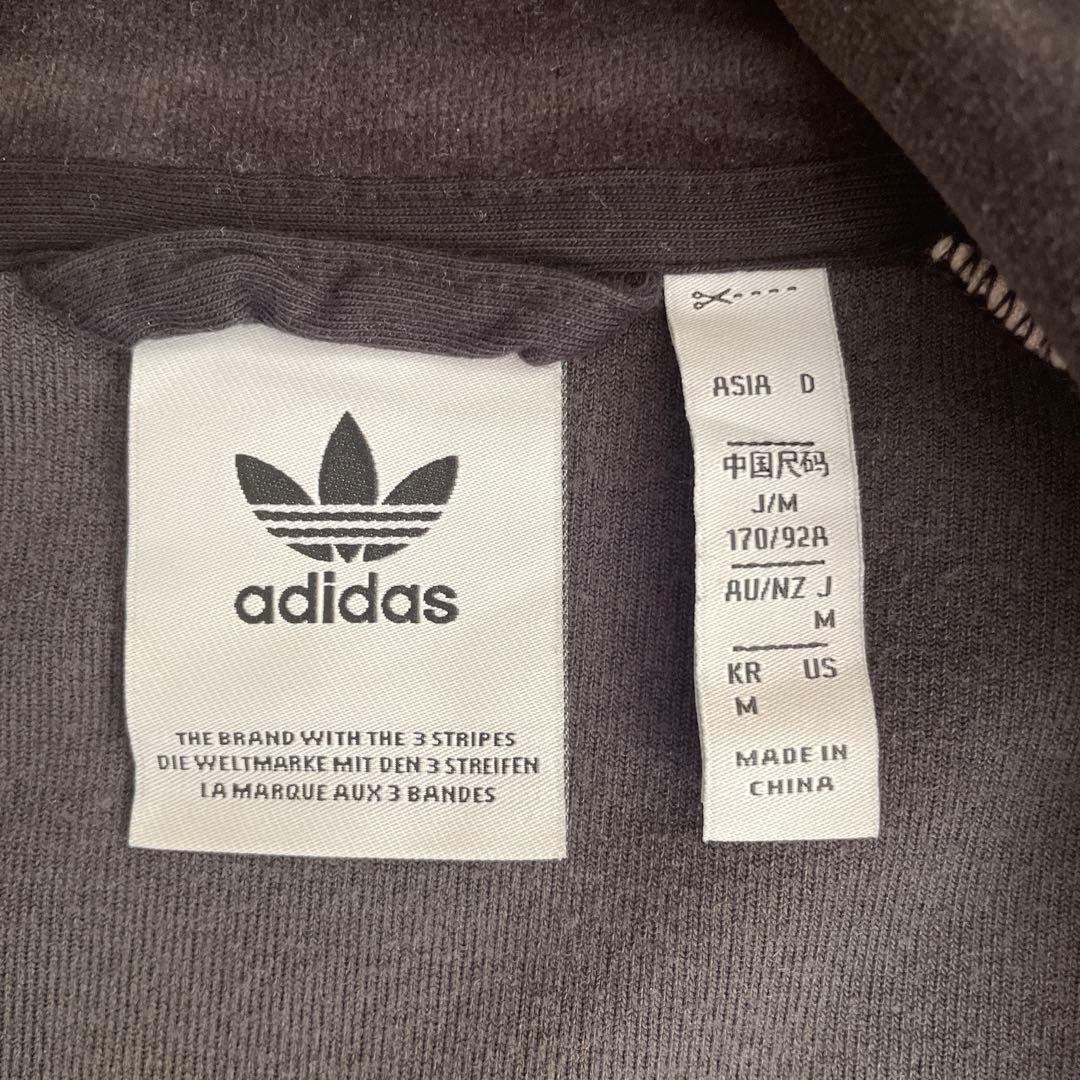 adidas
THE BRAND WITH THE 3 STRIPES
DIE WELTMARKE MIT DEN 3 STREIFEN
LA MARQUE AUX 3 BANDES
ASIA D
中国尺码
J/M
170/92A
AU/NZ J
M
KR US
M
MADE IN
CHINA